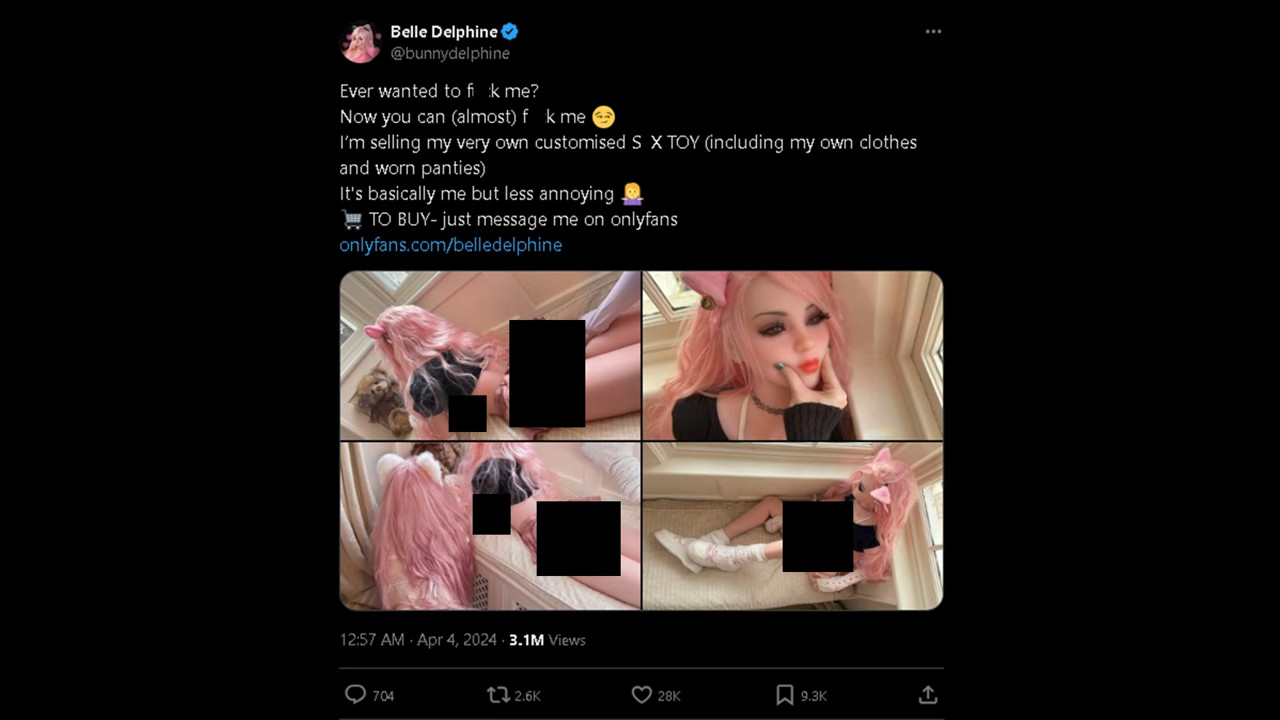 Belle Delphine
@bunnydelphine
Ever wanted to f k me?
Now you can (almost) f k me 😏
I'm selling my very own customised S X TOY (including my own clothes
and worn panties)
It's basically me but less annoying 🤷‍♀️
🛒 TO BUY- just message me on onlyfans
onlyfans.com/belledelphine
12:57 AM · Apr 4, 2024 · 3.1M Views
704 2.6K 28K 9.3K